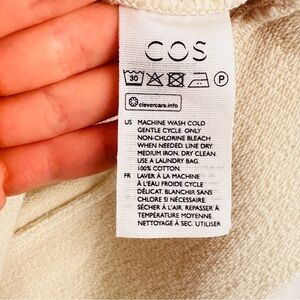 COS
30 P
clevercare.info
US MACHINE WASH COLD
GENTLE CYCLE ONLY
NON-CHLORINE BLEACH
WHEN NEEDED. LINE DRY
MEDIUM IRON. DRY CLEAN.
USE A LAUNDRY BAG.
100% COTTON.
FR LAVER À LA MACHINE
À L'EAU FROIDE CYCLE
DÉLICAT. BLANCHIR SANS
CHLORE SI NÉCESSAIRE.
SÉCHER À L'AIR. REPASSER À
TEMPÉRATURE MOYENNE.
NETTOYAGE À SEC. UTILISER